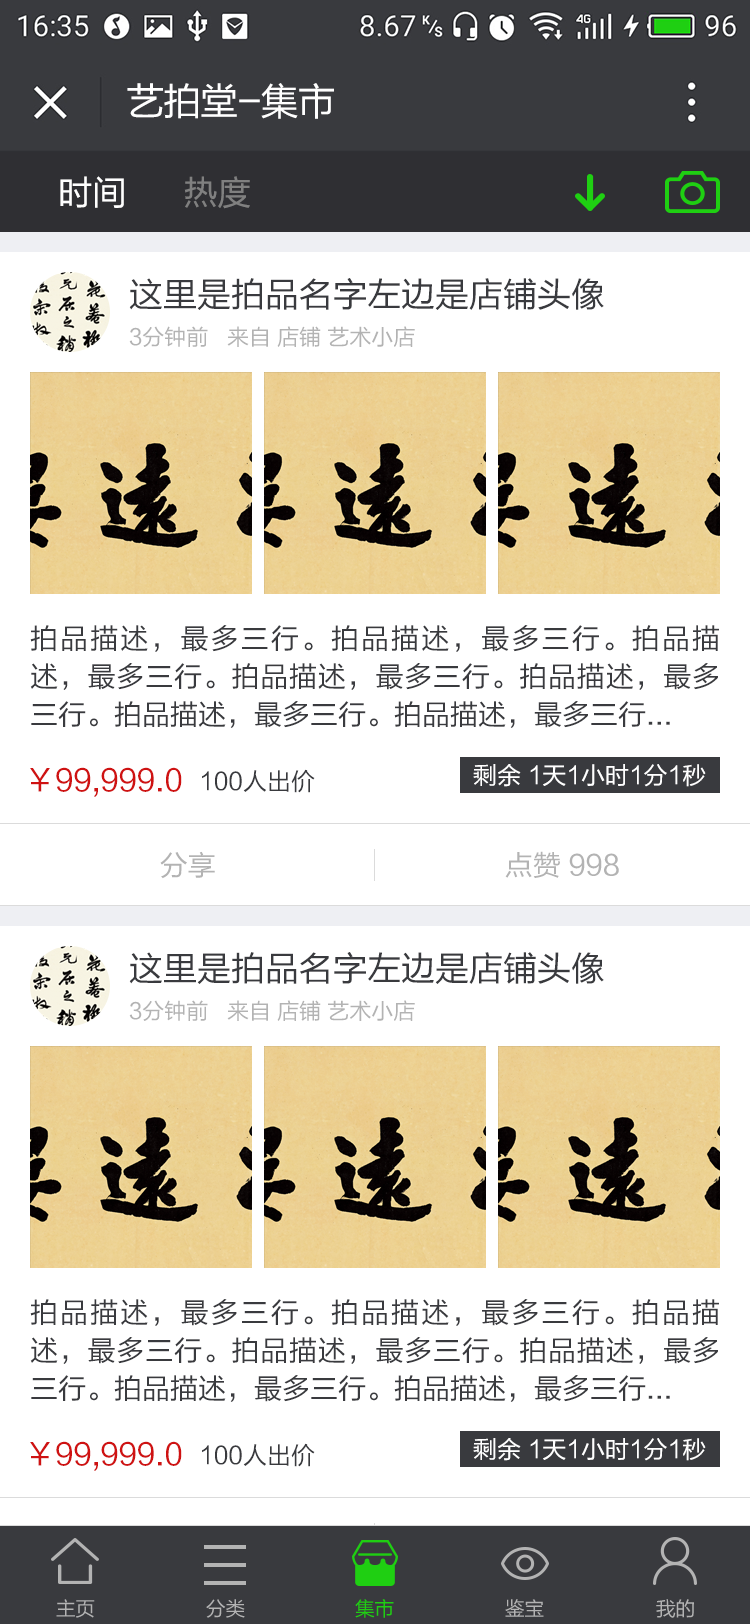 16:35 8.67 K/s 4G 96
艺拍堂-集市
时间 热度
这里是拍品名字左边是店铺头像
3分钟前 来自 店铺 艺术小店
遠 遠 遠
拍品描述，最多三行。拍品描述，最多三行。拍品描
述，最多三行。拍品描述，最多三行。拍品描述，最多
三行。拍品描述，最多三行。拍品描述，最多三行...
￥99,999.0 100人出价 剩余 1天1小时1分1秒
分享 点赞 998
这里是拍品名字左边是店铺头像
3分钟前 来自 店铺 艺术小店
遠 遠 遠
拍品描述，最多三行。拍品描述，最多三行。拍品描
述，最多三行。拍品描述，最多三行。拍品描述，最多
三行。拍品描述，最多三行。拍品描述，最多三行...
￥99,999.0 100人出价 剩余 1天1小时1分1秒
主页 分类 集市 鉴宝 我的